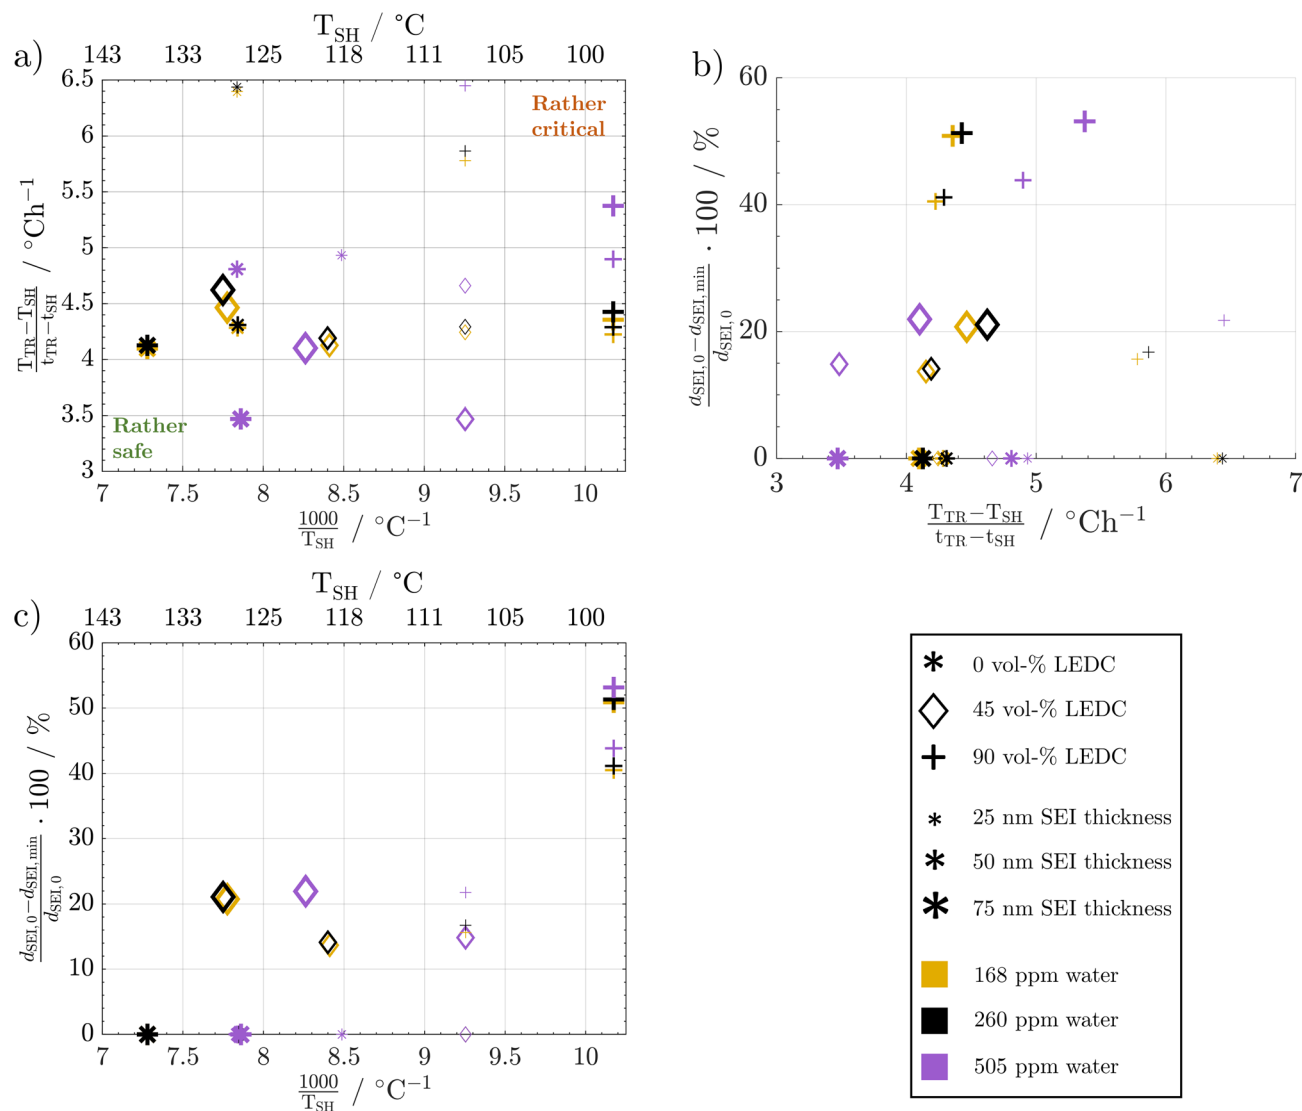 a)
T_SH / °C
143 133 125 118 111 105 100
6.5
6
5.5
5
4.5
4
3.5
3
T_TR−T_SH
t_TR−t_SH
/ °Ch⁻¹
Rather
critical
Rather
safe
7 7.5 8 8.5 9 9.5 10
1000
T_SH
/ °C⁻¹
b)
60
40
20
0
d_SEI,0−d_SEI,min
d_SEI,0
· 100 / %
3 4 5 6 7
T_TR−T_SH
t_TR−t_SH
/ °Ch⁻¹
c)
T_SH / °C
143 133 125 118 111 105 100
60
50
40
30
20
10
0
d_SEI,0−d_SEI,min
d_SEI,0
· 100 / %
7 7.5 8 8.5 9 9.5 10
1000
T_SH
/ °C⁻¹
0 vol-% LEDC
45 vol-% LEDC
90 vol-% LEDC
25 nm SEI thickness
50 nm SEI thickness
75 nm SEI thickness
168 ppm water
260 ppm water
505 ppm water